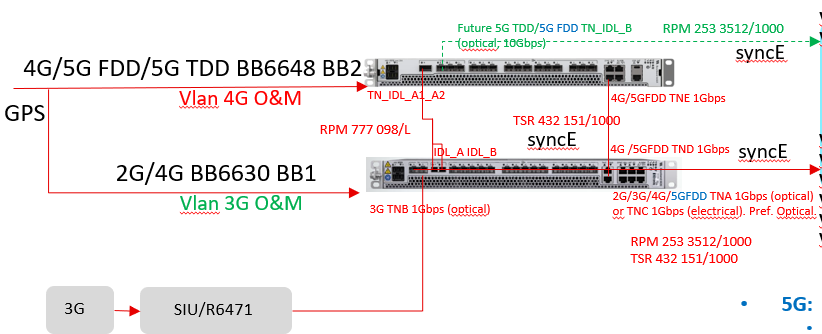 Future 5G TDD/5G FDD TN_IDL_B
(optical, 10Gbps)
RPM 253 3512/1000
syncE
4G/5G FDD/5G TDD BB6648 BB2
Vlan 4G O&M
TN_IDL_A1_A2
4G/5GFDD TNE 1Gbps
GPS
RPM 777 098/L
TSR 432 151/1000
syncE
IDL_A IDL_B
4G /5GFDD TND 1Gbps
syncE
2G/4G BB6630 BB1
Vlan 3G O&M
3G TNB 1Gbps (optical)
2G/3G/4G/5GFDD TNA 1Gbps (optical)
or TNC 1Gbps (electrical). Pref. Optical.
RPM 253 3512/1000
TSR 432 151/1000
3G
SIU/R6471
• 5G:
•